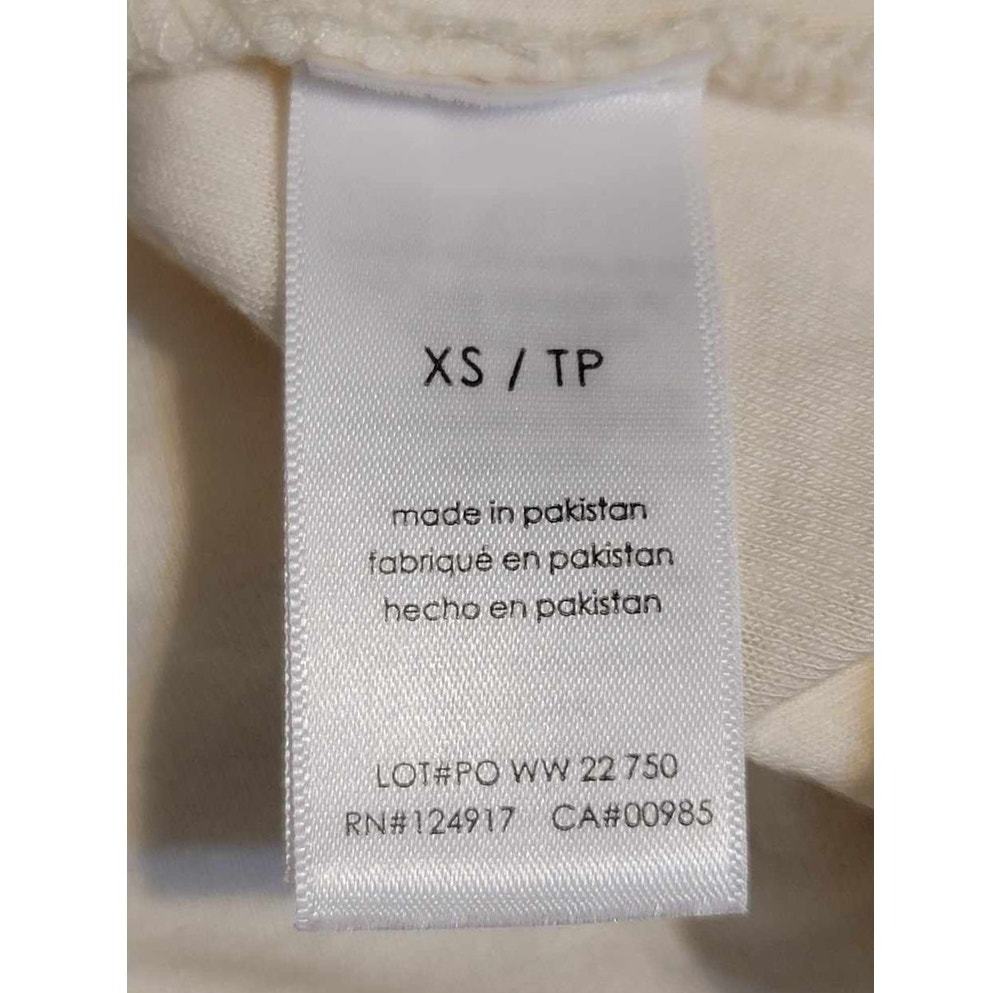 XS / TP
made in pakistan
fabriqué en pakistan
hecho en pakistan
LOT#PO WW 22 750
RN#124917 CA#00985